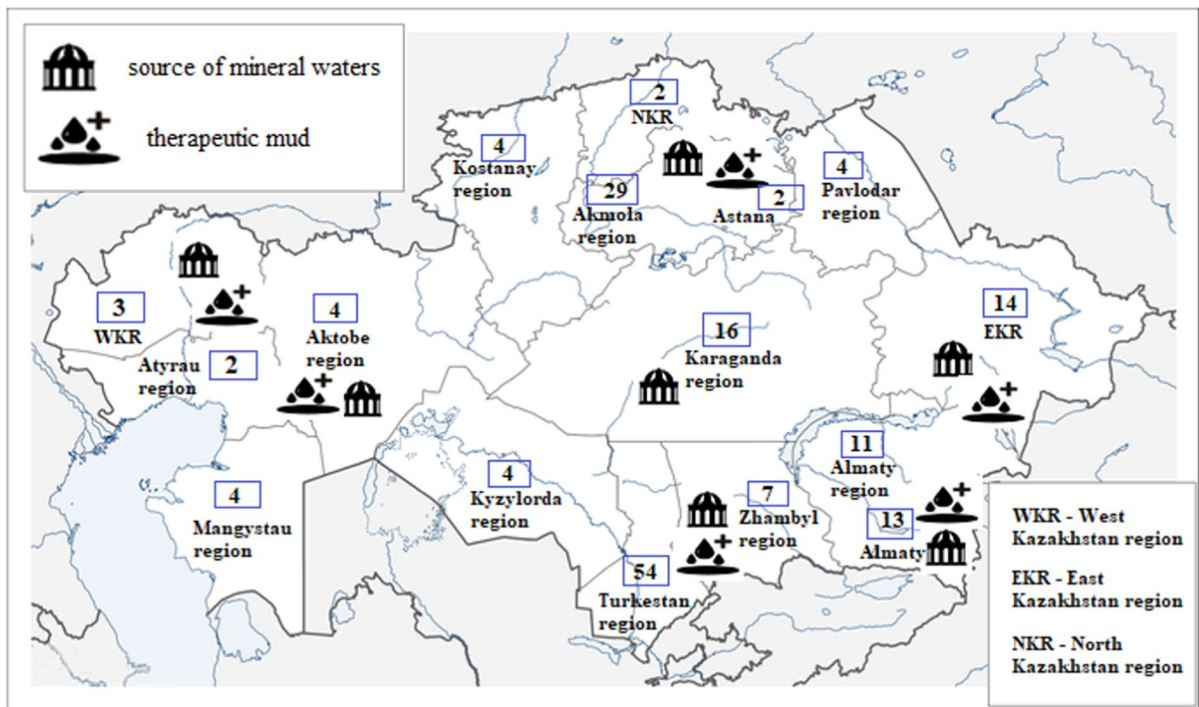 source of mineral waters
therapeutic mud
2
NKR
4
Kostanay
region
29
Akmola
region
2
Astana
4
Pavlodar
region
3
WKR
4
Aktobe
region
Atyrau
region
2
16
Karaganda
region
14
EKR
4
Mangystau
region
4
Kyzylorda
region
7
Zhambyl
region
11
Almaty
region
13
Almaty
54
Turkestan
region
WKR - West
Kazakhstan region
EKR - East
Kazakhstan region
NKR - North
Kazakhstan region